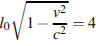 l₀√(1 − v²/c²) = 4